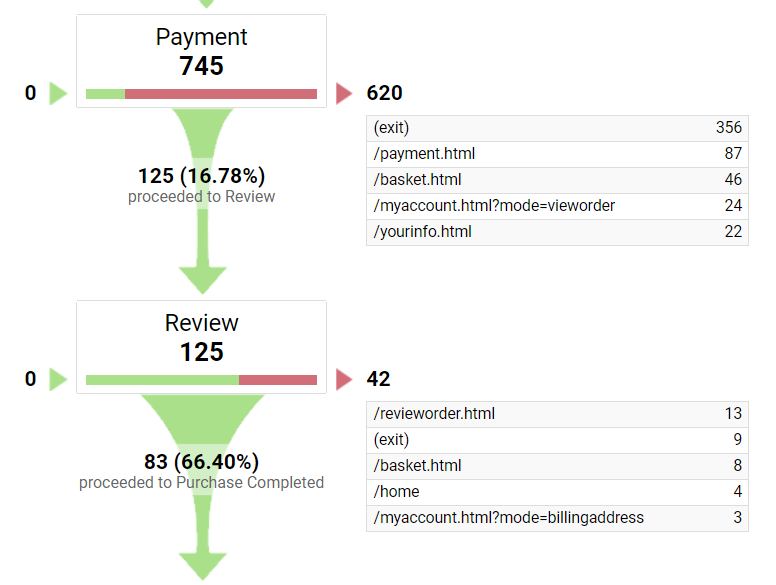 Payment
745
0
620
(exit) 356
/payment.html 87
/basket.html 46
/myaccount.html?mode=vieworder 24
/yourinfo.html 22
125 (16.78%)
proceeded to Review
Review
125
0
42
/revieworder.html 13
(exit) 9
/basket.html 8
/home 4
/myaccount.html?mode=billingaddress 3
83 (66.40%)
proceeded to Purchase Completed